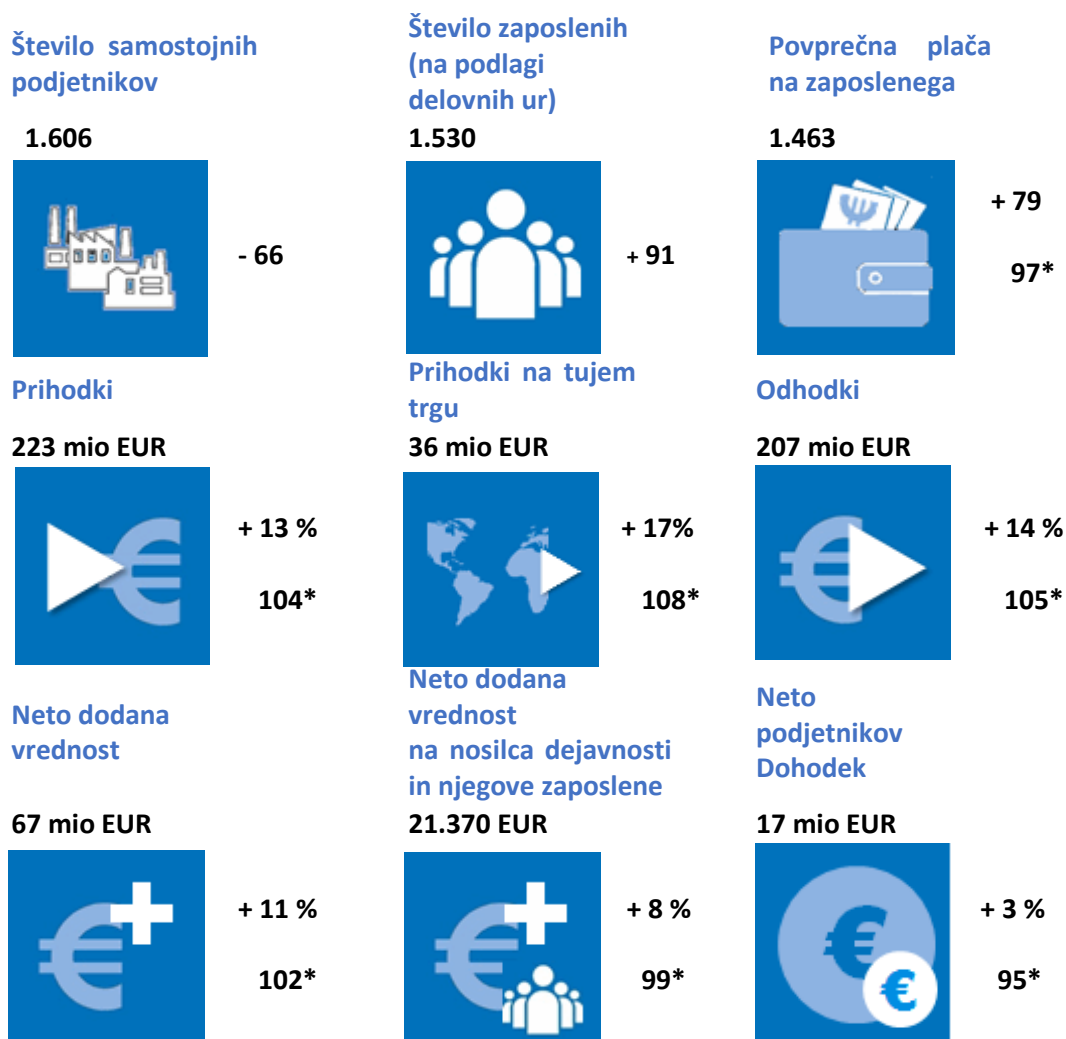 Število samostojnih
podjetnikov
1.606
- 66
Število zaposlenih
(na podlagi
delovnih ur)
1.530
+ 91
Povprečna plača
na zaposlenega
1.463
+ 79
97*
Prihodki
223 mio EUR
+ 13 %
104*
Prihodki na tujem
trgu
36 mio EUR
+ 17%
108*
Odhodki
207 mio EUR
+ 14 %
105*
Neto dodana
vrednost
67 mio EUR
+ 11 %
102*
Neto dodana
vrednost
na nosilca dejavnosti
in njegove zaposlene
21.370 EUR
+ 8 %
99*
Neto
podjetnikov
Dohodek
17 mio EUR
+ 3 %
95*